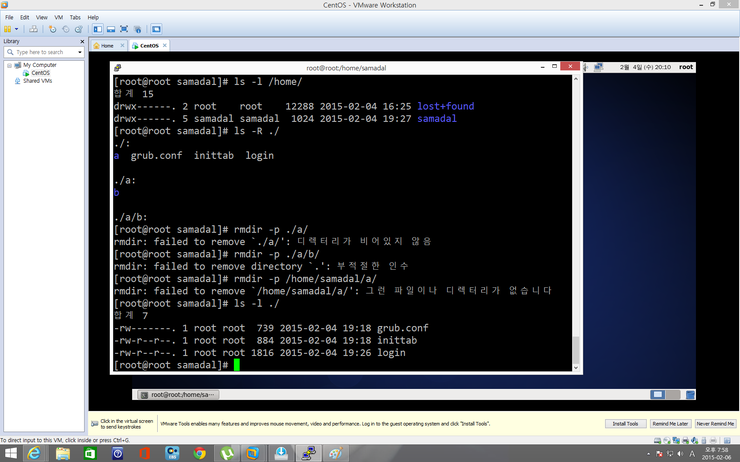 CentOS - VMware Workstation
File Edit View VM Tabs Help
Library
Type here to search
My Computer
CentOS
Shared VMs
Home
CentOS
root@root:/home/samadal
2월 4일 (수) 20:10 root
[root@root samadal]# ls -l /home/
합계 15
drwx------. 2 root    root    12288 2015-02-04 16:25 lost+found
drwx------. 5 samadal samadal  1024 2015-02-04 19:27 samadal
[root@root samadal]# ls -R ./
./:
a  grub.conf  inittab  login
./a:
b
./a/b:
[root@root samadal]# rmdir -p ./a/
rmdir: failed to remove `./a/': 디렉터리가 비어있지 않음
[root@root samadal]# rmdir -p ./a/b/
rmdir: failed to remove directory `.': 부적절한 인수
[root@root samadal]# rmdir -p /home/samadal/a/
rmdir: failed to remove `/home/samadal/a/': 그런 파일이나 디렉터리가 없습니다
[root@root samadal]# ls -l ./
합계 7
-rw-------. 1 root root  739 2015-02-04 19:18 grub.conf
-rw-r--r--. 1 root root  884 2015-02-04 19:18 inittab
-rw-r--r--. 1 root root 1816 2015-02-04 19:26 login
[root@root samadal]#
root@root:/home/sa···
Click in the virtual screen to send keystrokes
VMware Tools enables many features and improves mouse movement, video and performance. Log in to the guest operating system and click "Install Tools".
Install Tools
Remind Me Later
Never Remind Me
To direct input to this VM, click inside or press Ctrl+G.
A
오후 7:58
2015-02-06